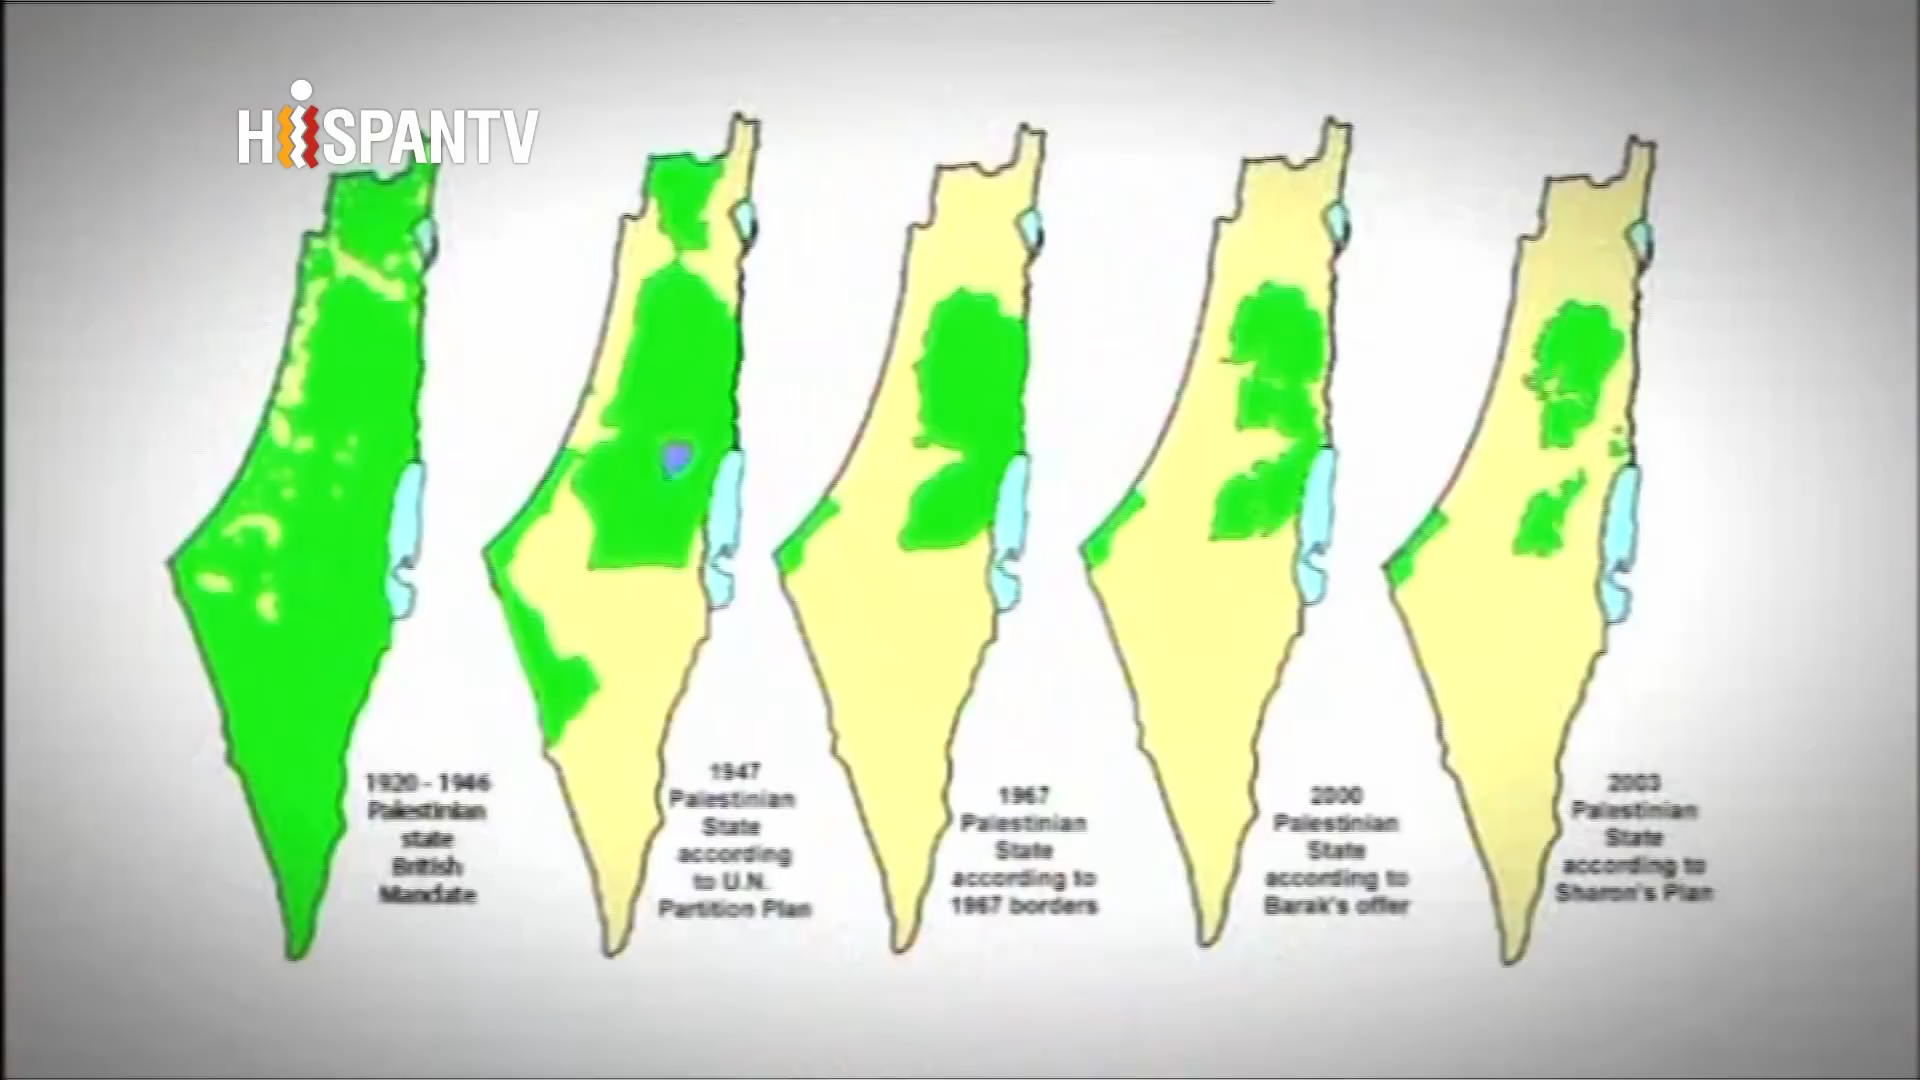 HISPANTV
1920 - 1946
Palestinian
state
British
Mandate
1947
Palestinian
State
according
to U.N.
Partition Plan
1967
Palestinian
State
according to
1967 borders
2000
Palestinian
State
according to
Barak's offer
2003
Palestinian
State
according to
Sharon's Plan